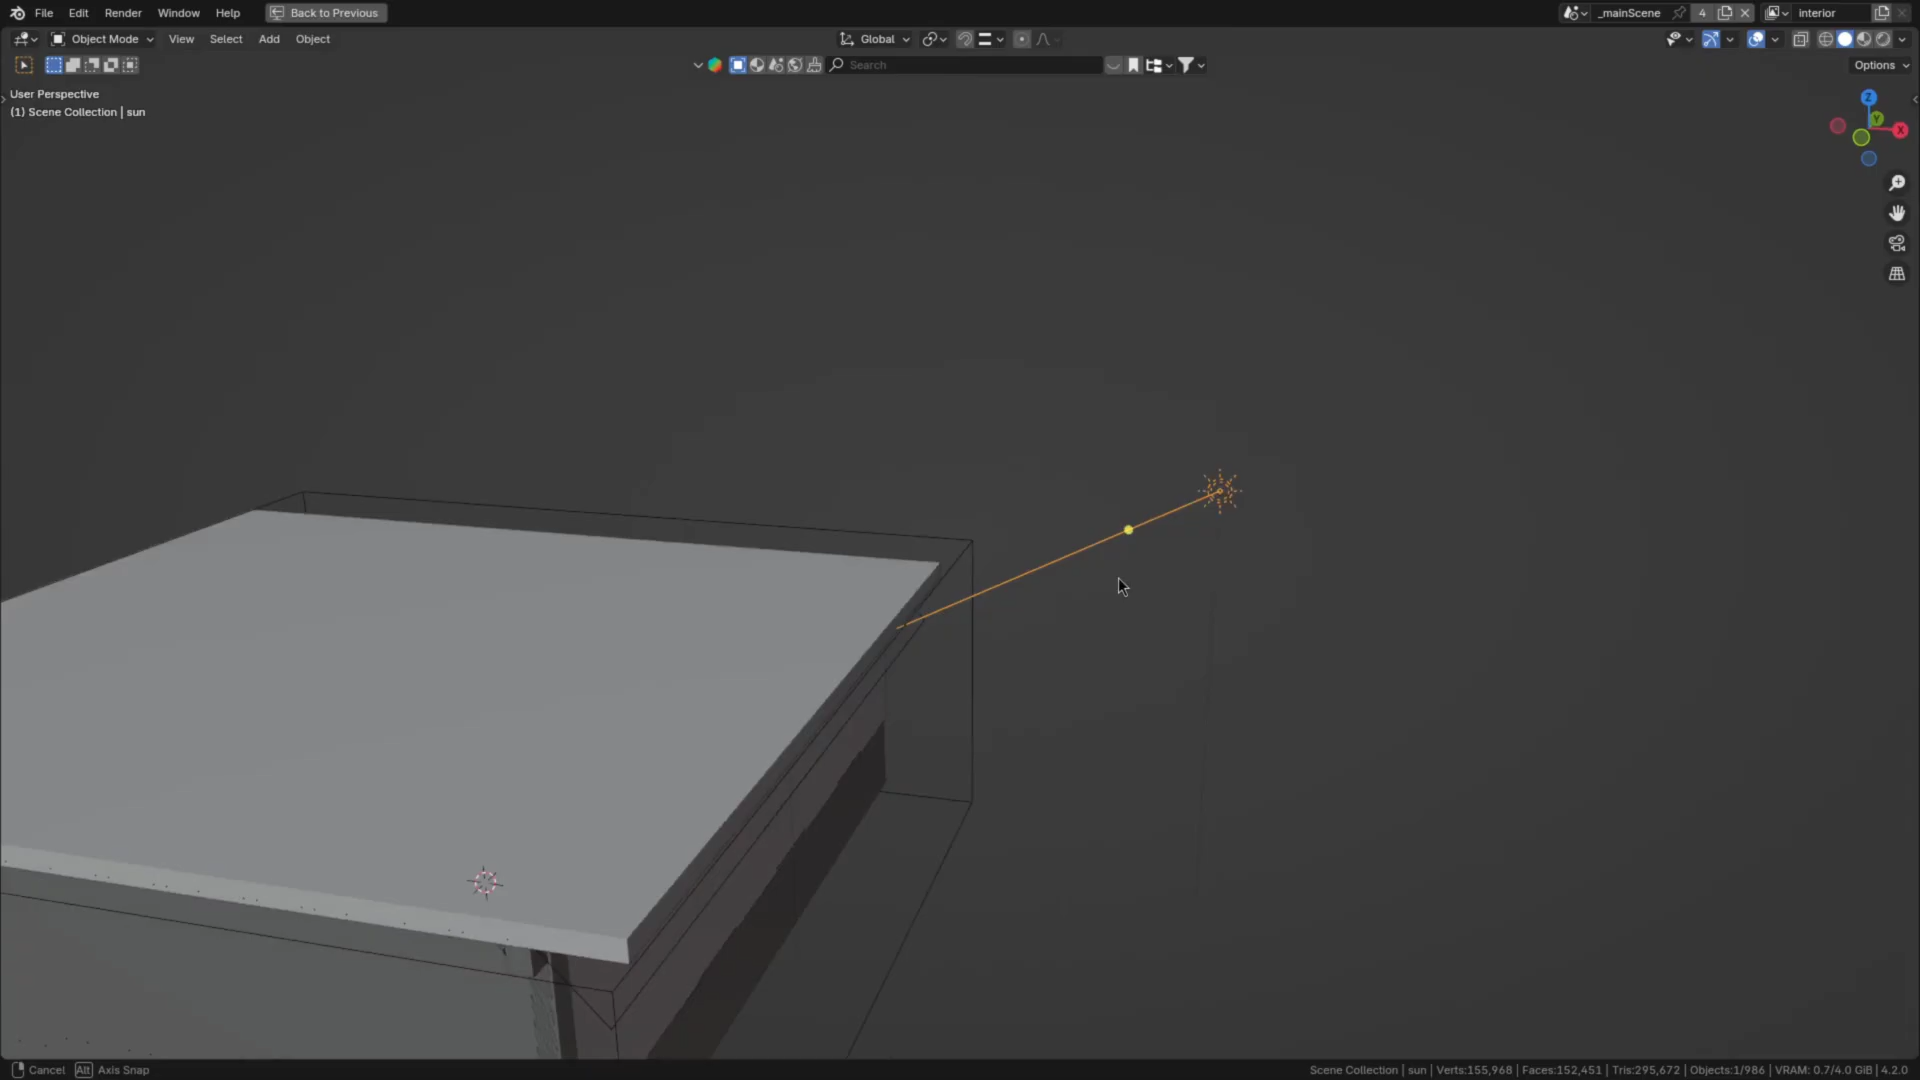 File Edit Render Window Help Back to Previous _mainScene 4 interior
Object Mode View Select Add Object Global
Search Options
User Perspective
(1) Scene Collection | sun
Z
Y
X
Cancel Alt Axis Snap Scene Collection | sun | Verts:155,968 | Faces:152,451 | Tris:295,672 | Objects:1/986 | VRAM: 0.7/4.0 GiB | 4.2.0